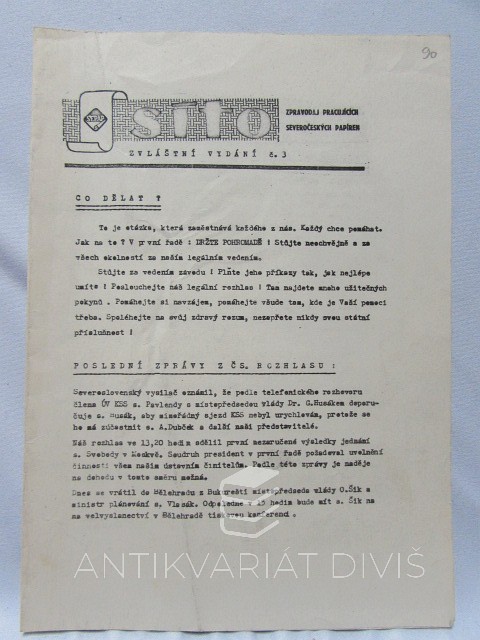 90
SČP
síto
ZPRAVODAJ PRACUJÍCÍCH
SEVEROČESKÝCH PAPÍREN
ZVLÁŠTNÍ VYDÁNÍ č.3
CO DĚLAT ?
To je otázka, která zaměstnává každého z nás. Každý chce pomáhat.
Jak na to ? V první řadě : DRŽTE POHROMADĚ ! Stůjte neochvějně a za
všech okolností za naším legálním vedením.
Stůjte za vedením závodu ! Plňte jeho příkazy tak, jak nejlépe
umíte ! Poslouchejte náš legální rozhlas ! Tam najdete mnoho užitečných
pokynů . Pomáhejte si navzájem, pomáhejte všude tam, kde je Vaší pomoci
třeba. Spoléhejte na svůj zdravý rozum, nezapřete nikdy svou státní
příslušnost !
POSLEDNÍ ZPRÁVY Z ČS. ROZHLASU :
Severoslovenský vysílač oznámil, že podle telefonického rozhovoru
člena ÚV KSS s. Pavlendy s místopředsedou vlády Dr. G.Husákem doporu-
čuje s. Husák, aby mimořádný sjezd KSS nebyl urychlován, protože se
ho má zúčastnit s. A.Dubček a další naši představitelé.
Náš rozhlas ve 13,20 hodin sdělil první nezaručené výsledky jednání
s. Svobody v Moskvě. Soudruh president v první řadě požadoval uvolnění
činnosti všem našim ústavním činitelům. Podle této zprávy je naděje
na dohodu v tomto směru možná.
Dnes se vrátil do Bělehradu z Bukurešti místopředseda vlády O.Šik a
ministr plánování s. Vlasák. Odpoledne v 15 hodin bude mít s. Šik na
na velvyslanectví v Bělehradě tiskovou konferenci .
ANTIKVARIÁT DIVIŠ